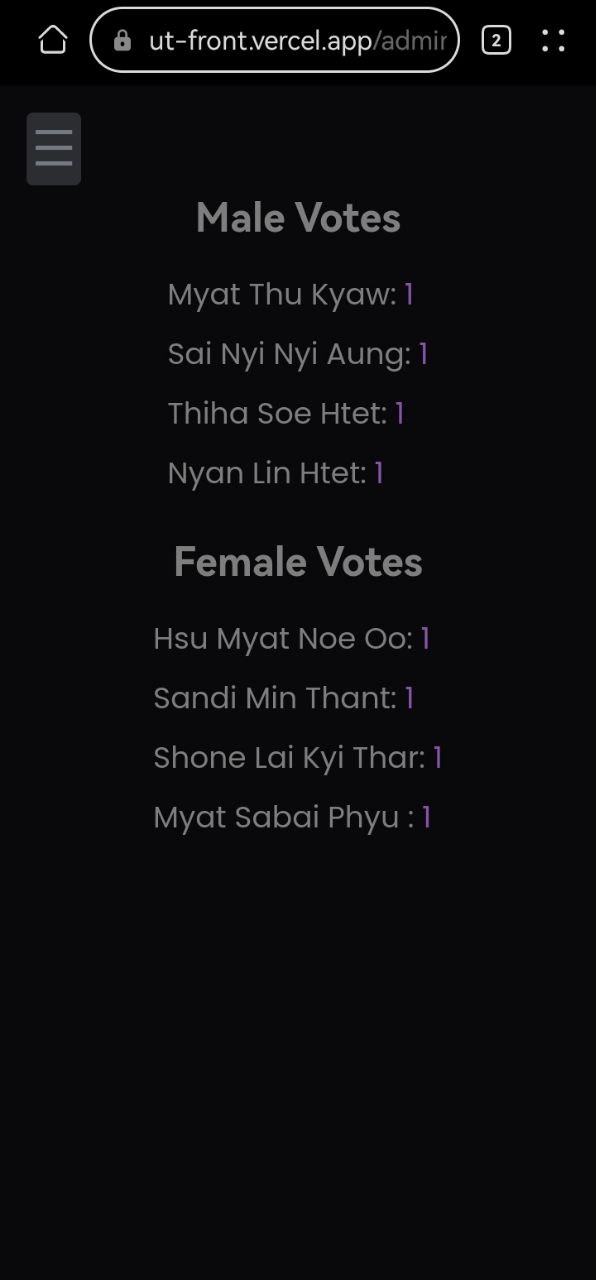 ut-front.vercel.app/admin
2
Male Votes
Myat Thu Kyaw: 1
Sai Nyi Nyi Aung: 1
Thiha Soe Htet: 1
Nyan Lin Htet: 1
Female Votes
Hsu Myat Noe Oo: 1
Sandi Min Thant: 1
Shone Lai Kyi Thar: 1
Myat Sabai Phyu : 1